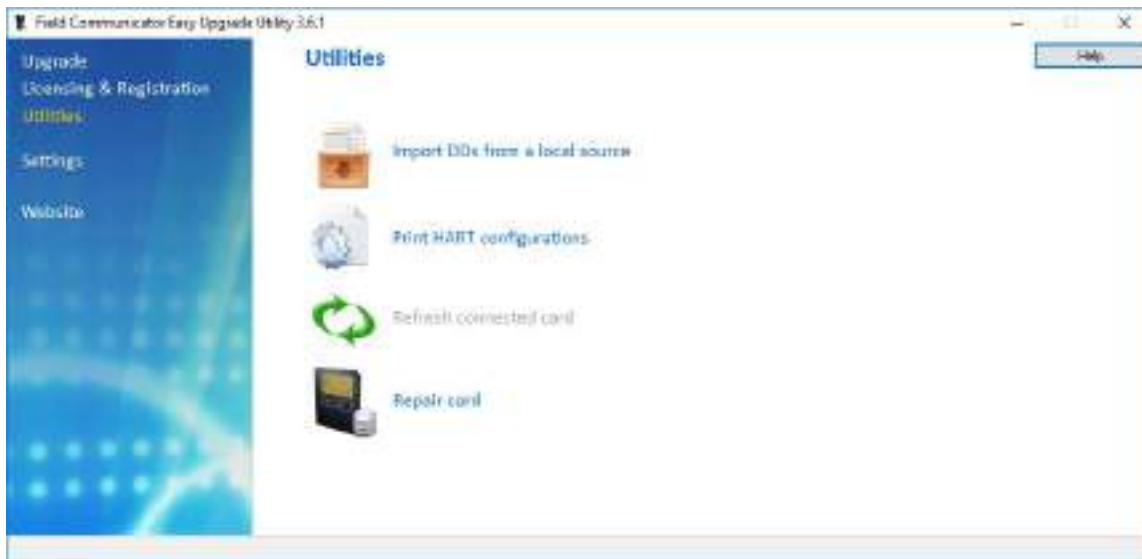 Field Communicator Easy Upgrade Utility 3.6.1
Upgrade
Licensing & Registration
Utilities
Settings
Website
Utilities
Help
Import DDs from a local source
Print HART configurations
Refresh connected card
Repair card